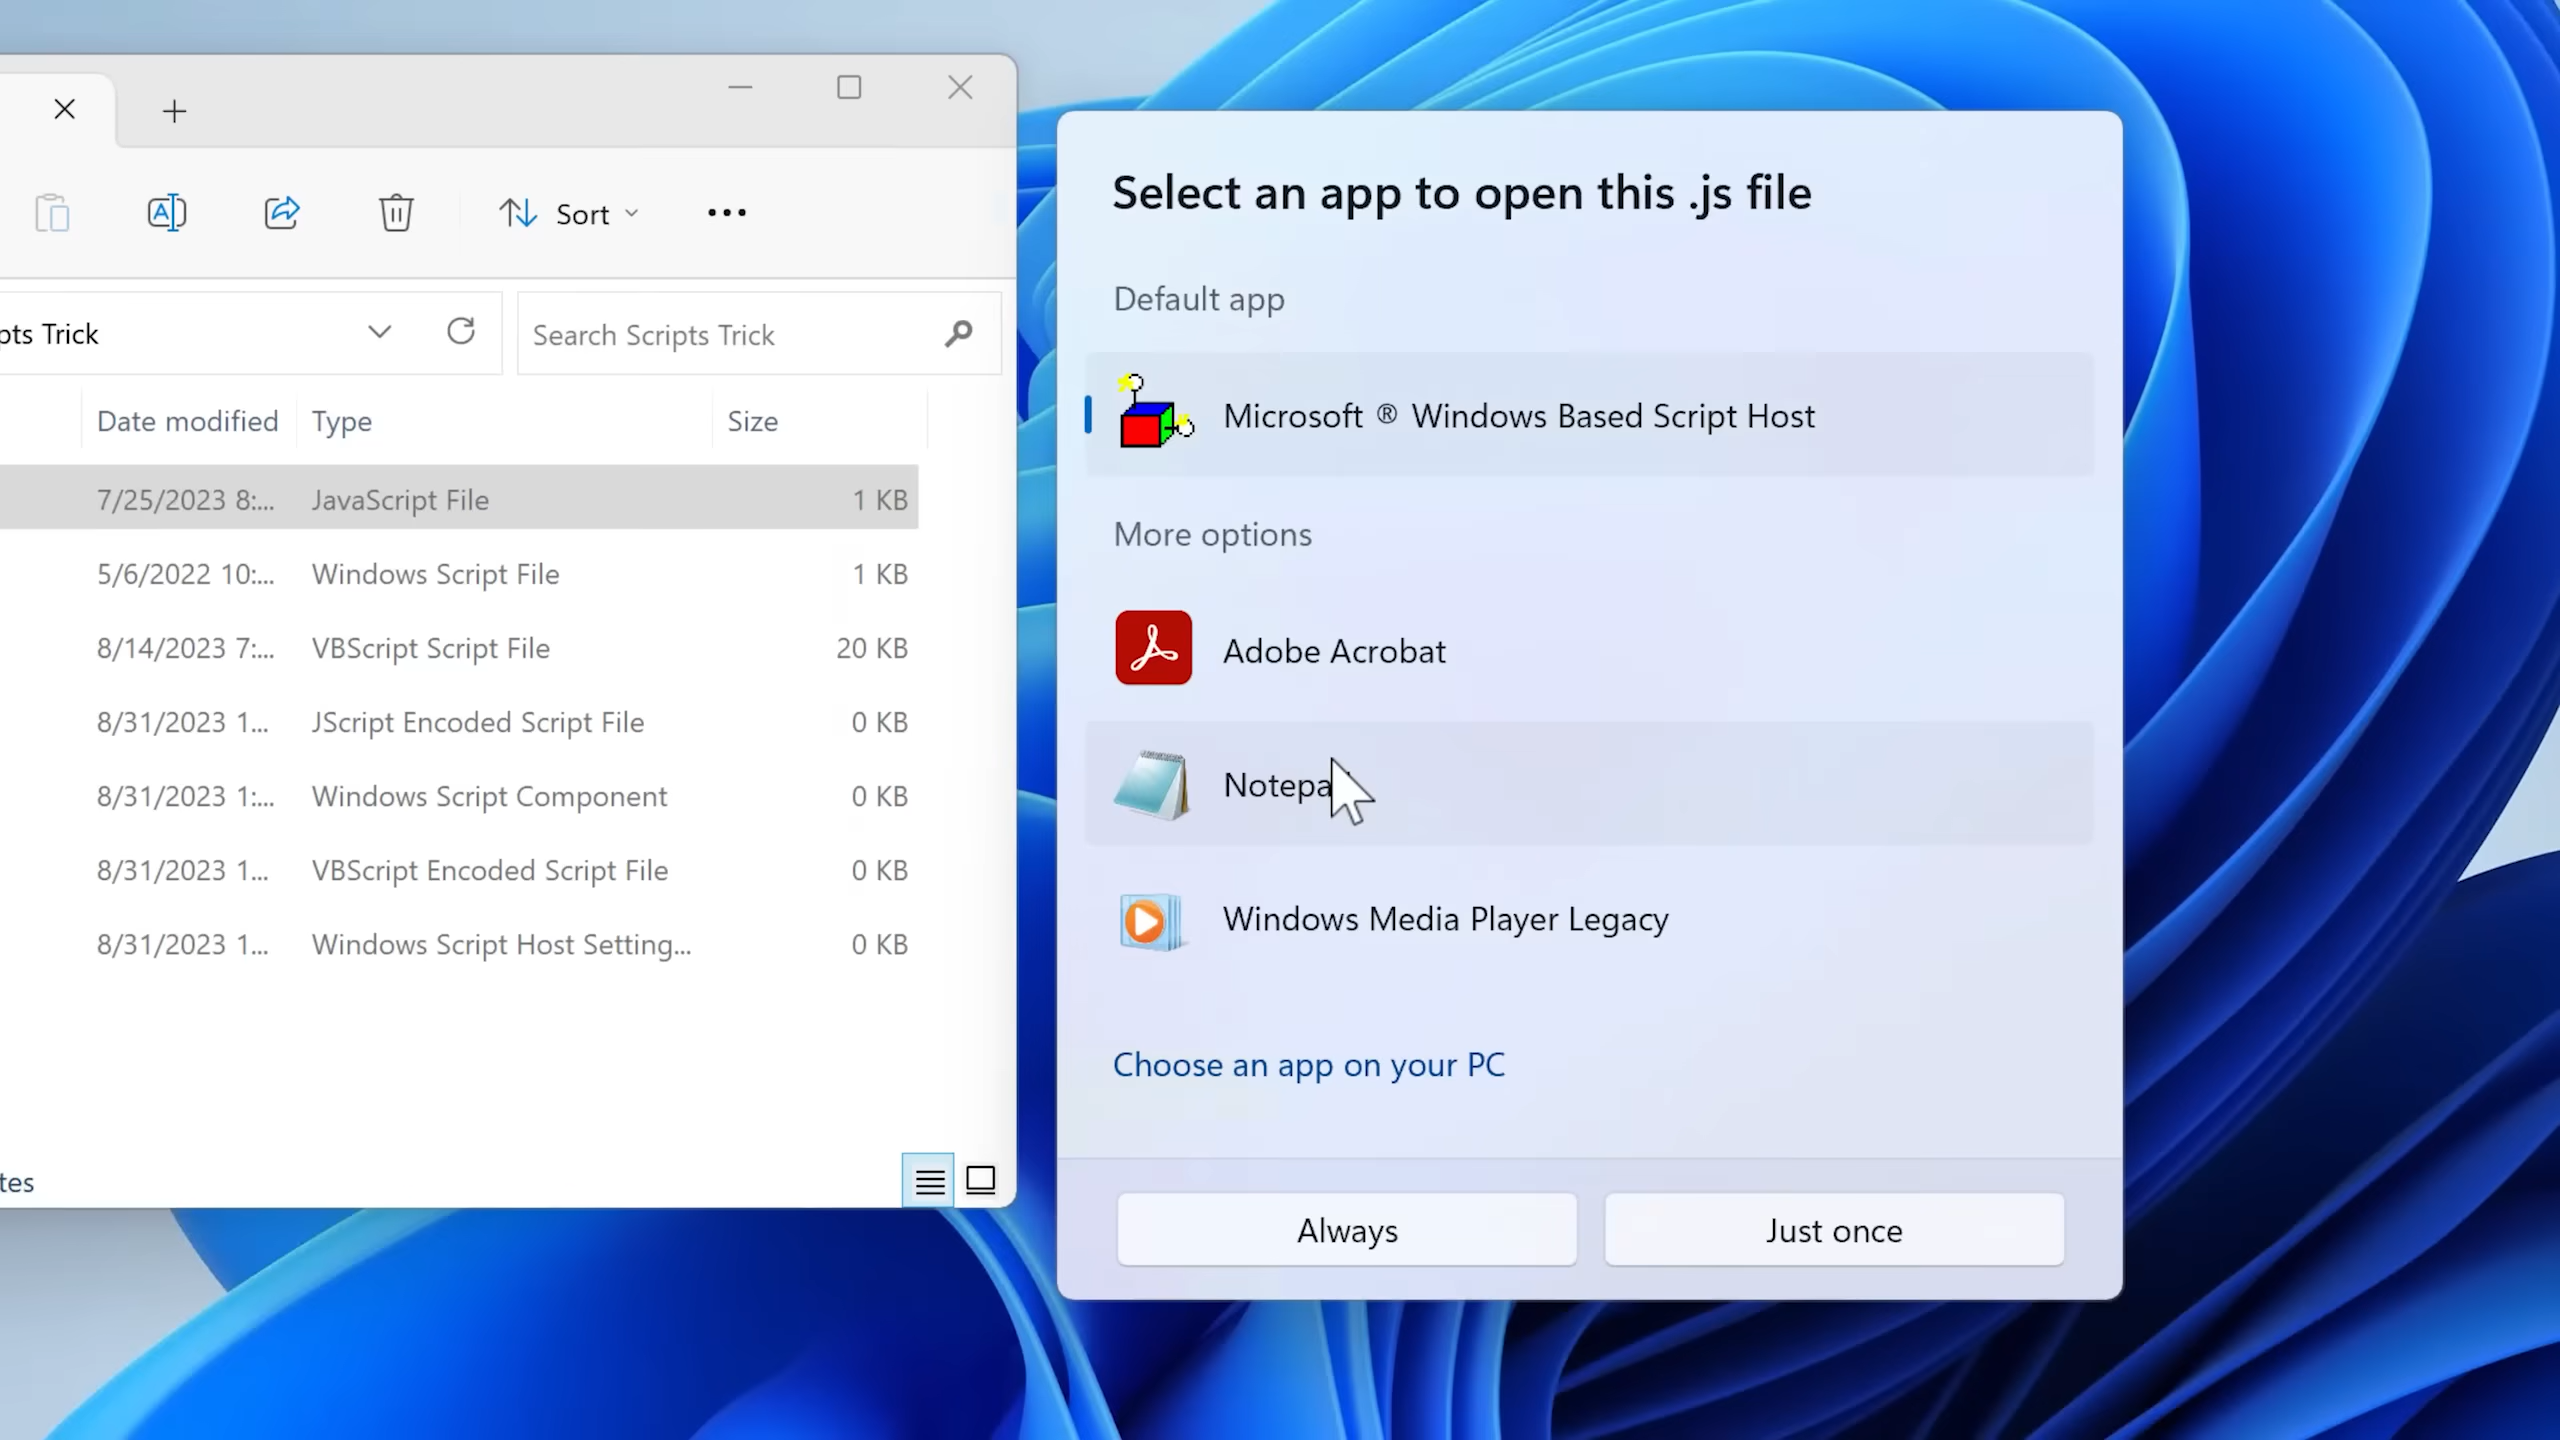 Sort
pts Trick
Search Scripts Trick
Date modified Type Size
7/25/2023 8:... JavaScript File 1 KB
5/6/2022 10:... Windows Script File 1 KB
8/14/2023 7:... VBScript Script File 20 KB
8/31/2023 1... JScript Encoded Script File 0 KB
8/31/2023 1:... Windows Script Component 0 KB
8/31/2023 1... VBScript Encoded Script File 0 KB
8/31/2023 1... Windows Script Host Setting... 0 KB
tes
Select an app to open this .js file
Default app
Microsoft ® Windows Based Script Host
More options
Adobe Acrobat
Notepa
Windows Media Player Legacy
Choose an app on your PC
Always
Just once